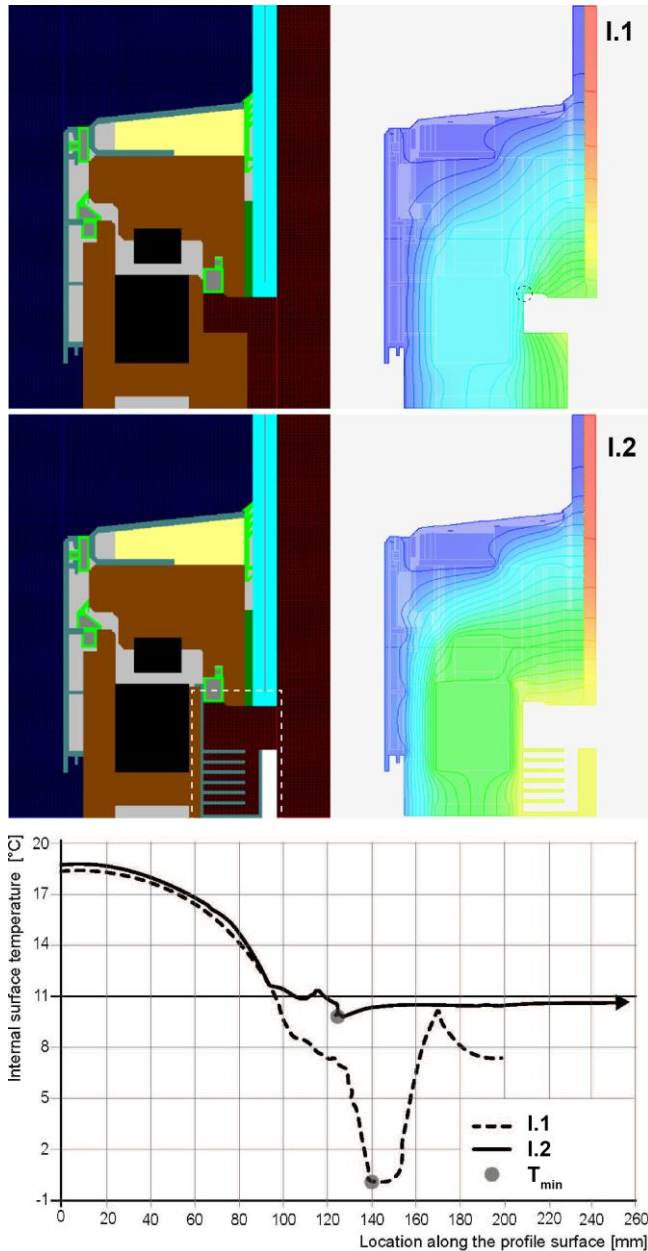 I.1
I.2
Internal surface temperature [°C]
20
17
14
11
8
5
2
-1
I.1
I.2
Tmin
0 20 40 60 80 100 120 140 160 180 200 220 240 260
Location along the profile surface [mm]